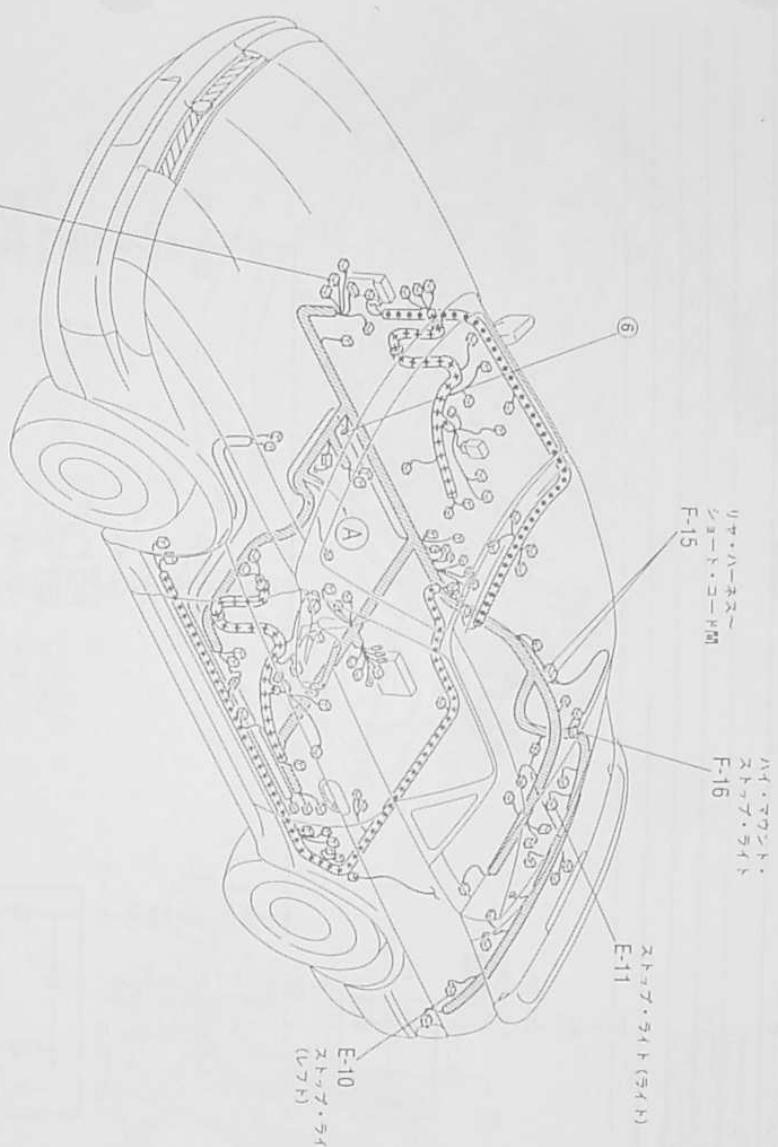 ⑥
Ⓐ
リヤ・ハーネス～
ショート・コード間
F-15
ハイ・マウント・
ストップ・ライト
F-16
ストップ・ライト(ライト)
E-11
E-10
ストップ・ライ
(レフト)